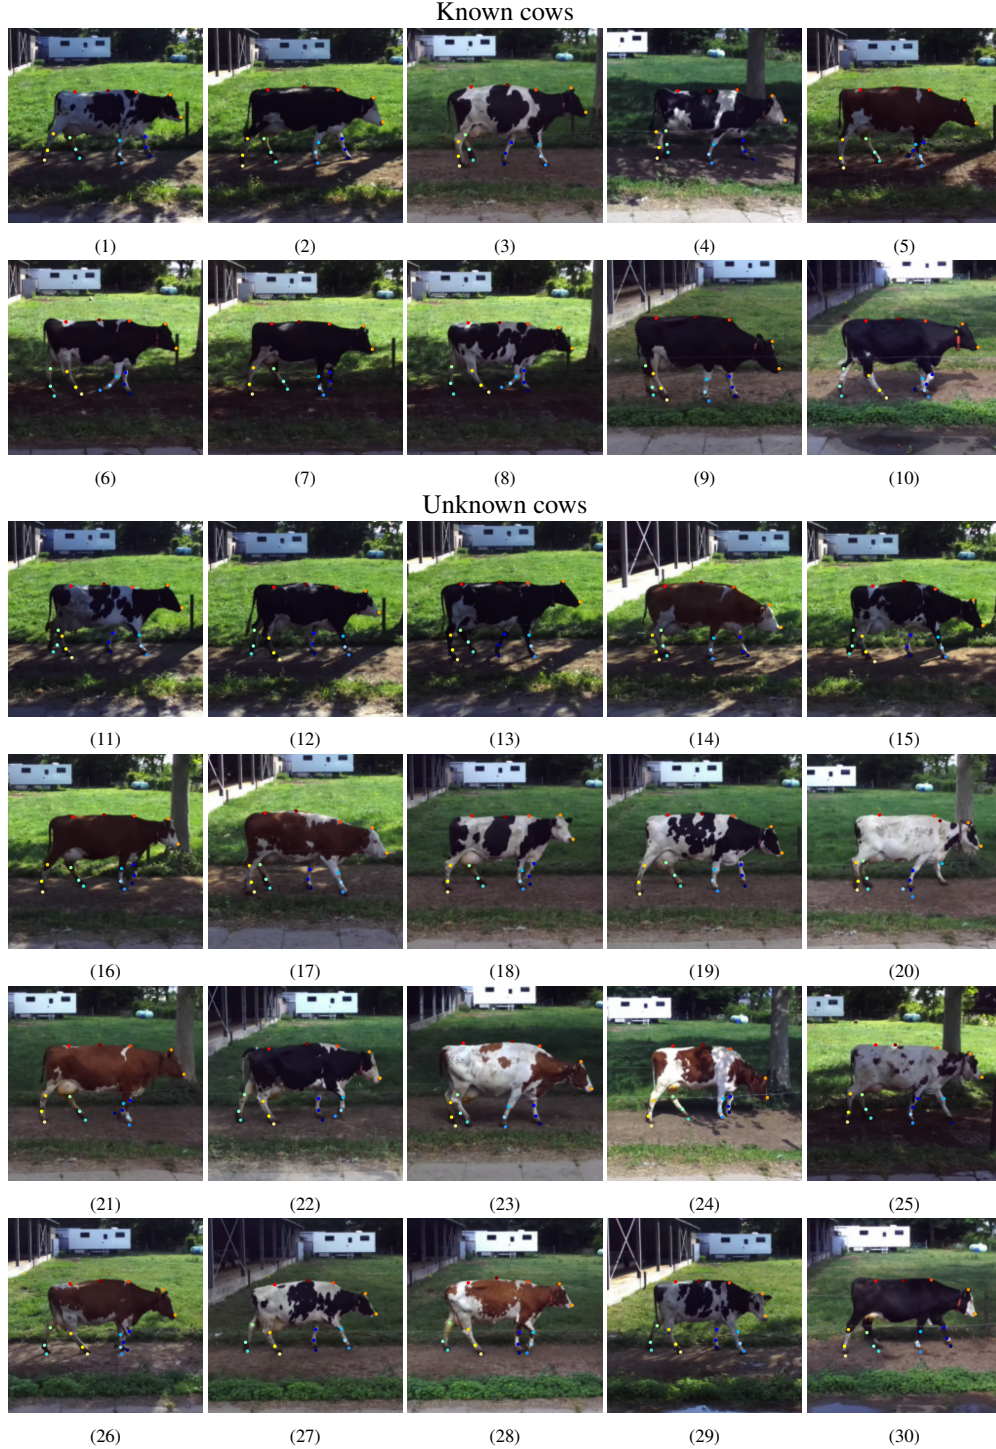 Known cows
(1) (2) (3) (4) (5)
(6) (7) (8) (9) (10)
Unknown cows
(11) (12) (13) (14) (15)
(16) (17) (18) (19) (20)
(21) (22) (23) (24) (25)
(26) (27) (28) (29) (30)